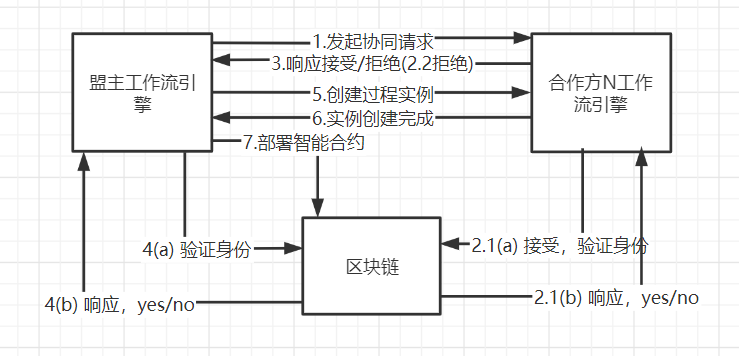 1.发起协同请求
3.响应接受/拒绝(2.2拒绝)
盟主工作流引
擎
合作方N工作
流引擎
5.创建过程实例
6.实例创建完成
7.部署智能合约
4(a) 验证身份
2.1(a) 接受，验证身份
区块链
4(b) 响应，yes/no
2.1(b) 响应，yes/no